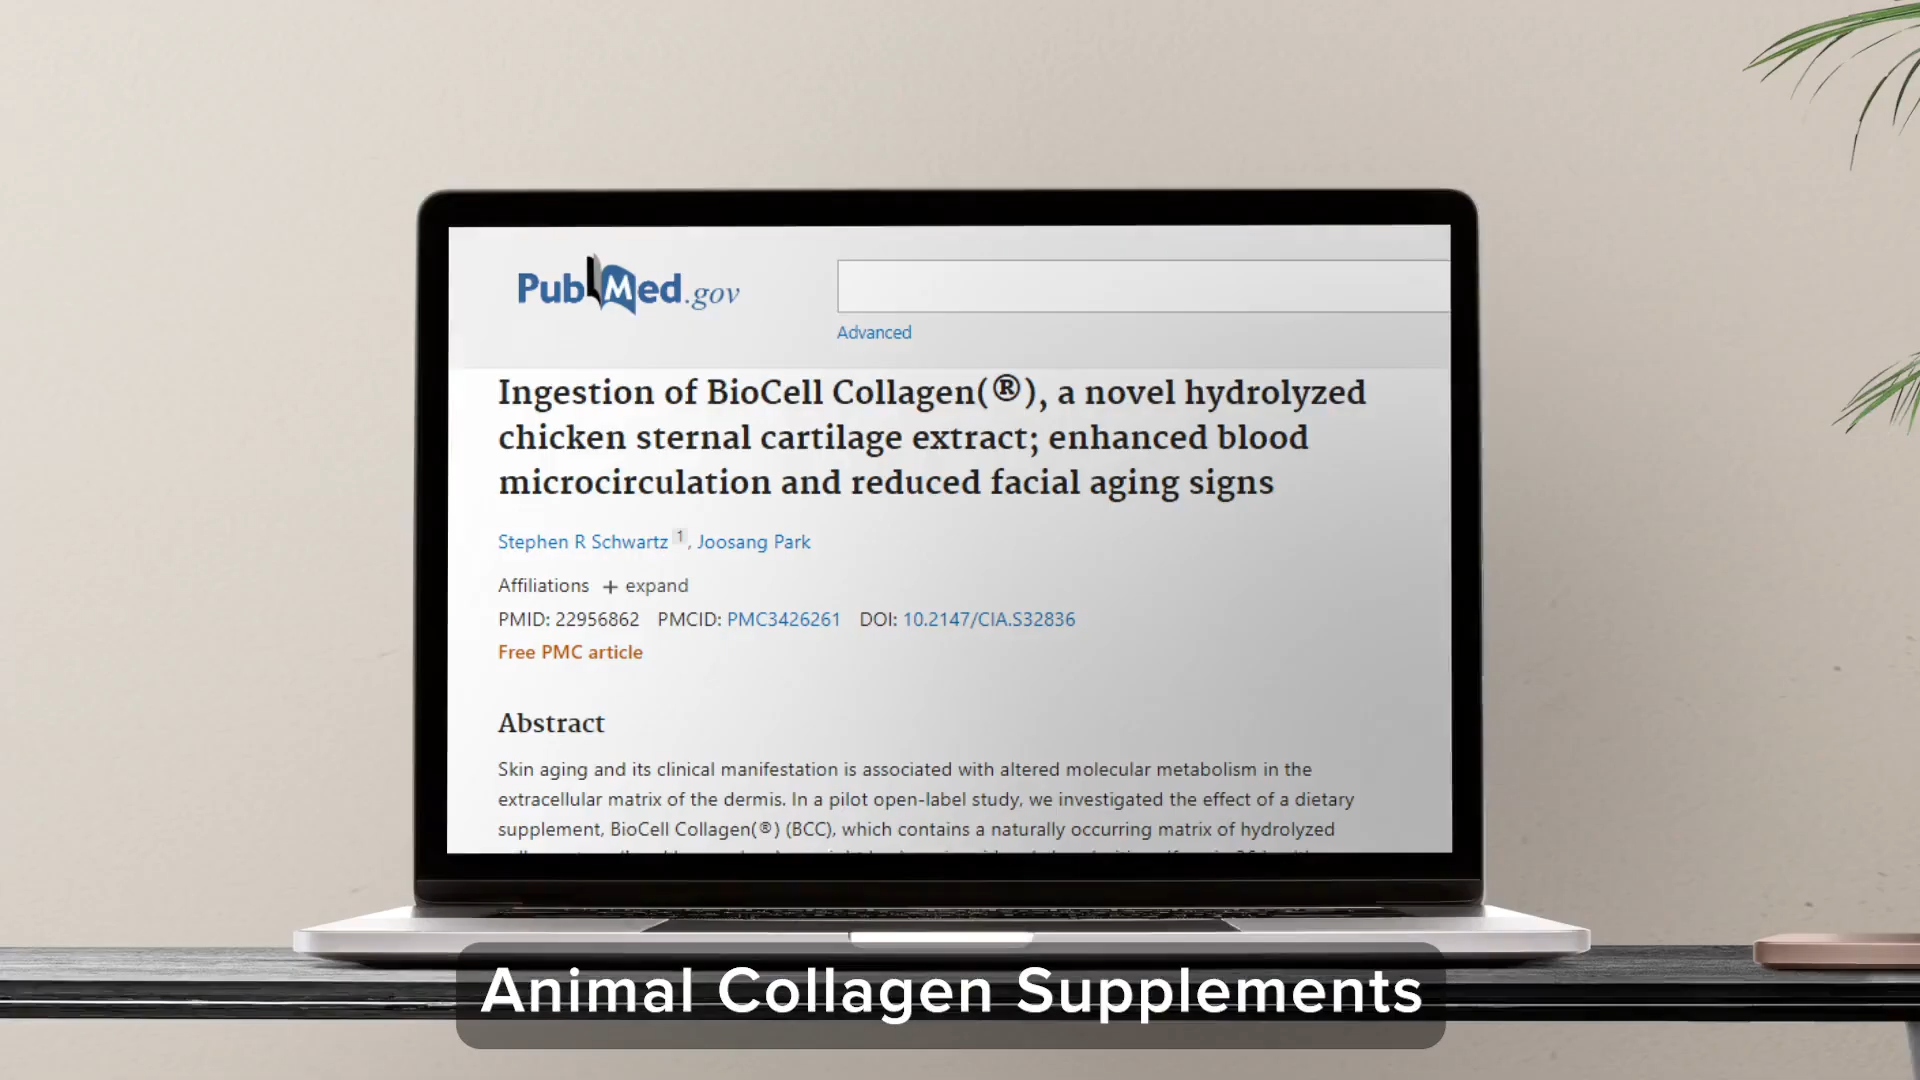 PubMed.gov
Advanced
Ingestion of BioCell Collagen(®), a novel hydrolyzed
chicken sternal cartilage extract; enhanced blood
microcirculation and reduced facial aging signs
Stephen R Schwartz 1, Joosang Park
Affiliations + expand
PMID: 22956862 PMCID: PMC3426261 DOI: 10.2147/CIA.S32836
Free PMC article
Abstract
Skin aging and its clinical manifestation is associated with altered molecular metabolism in the
extracellular matrix of the dermis. In a pilot open-label study, we investigated the effect of a dietary
supplement, BioCell Collagen(®) (BCC), which contains a naturally occurring matrix of hydrolyzed
Animal Collagen Supplements